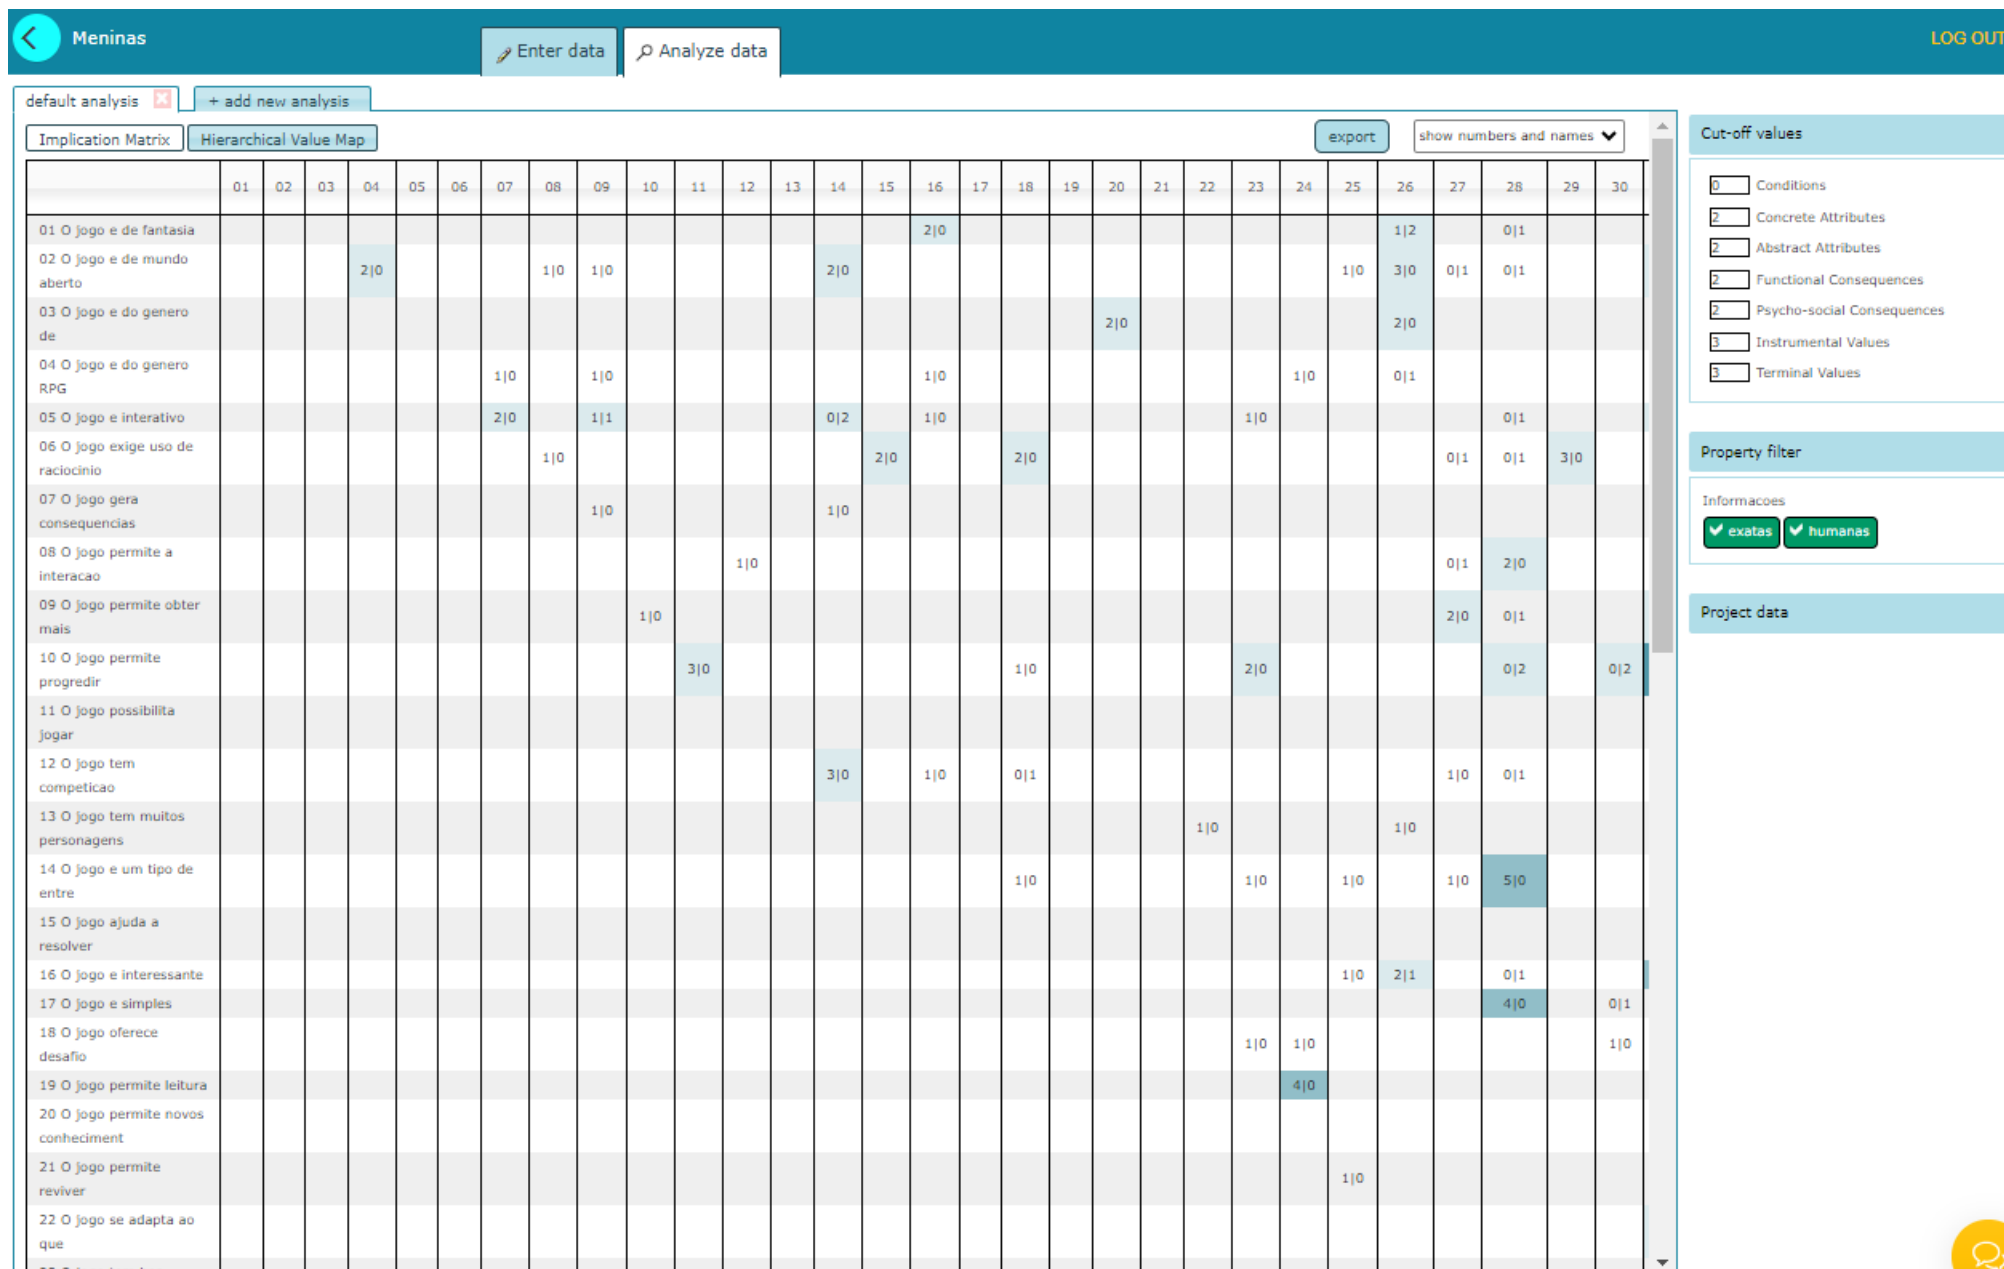 Meninas
Enter data
Analyze data
LOG OUT
default analysis
+ add new analysis
Implication Matrix
Hierarchical Value Map
export
show numbers and names
01 02 03 04 05 06 07 08 09 10 11 12 13 14 15 16 17 18 19 20 21 22 23 24 25 26 27 28 29 30
01 O jogo e de fantasia 2|0 1|2 0|1
02 O jogo e de mundo
aberto
2|0 1|0 1|0 2|0 1|0 3|0 0|1 0|1
03 O jogo e do genero
de
2|0 2|0
04 O jogo e do genero
RPG
1|0 1|0 1|0 1|0 0|1
05 O jogo e interativo 2|0 1|1 0|2 1|0 1|0 0|1
06 O jogo exige uso de
raciocinio
1|0 2|0 2|0 0|1 0|1 3|0
07 O jogo gera
consequencias
1|0 1|0
08 O jogo permite a
interacao
1|0 0|1 2|0
09 O jogo permite obter
mais
1|0 2|0 0|1
10 O jogo permite
progredir
3|0 1|0 2|0 0|2 0|2
11 O jogo possibilita
jogar
12 O jogo tem
competicao
3|0 1|0 0|1 1|0 0|1
13 O jogo tem muitos
personagens
1|0 1|0
14 O jogo e um tipo de
entre
1|0 1|0 1|0 1|0 5|0
15 O jogo ajuda a
resolver
16 O jogo e interessante 1|0 2|1 0|1
17 O jogo e simples 4|0 0|1
18 O jogo oferece
desafio
1|0 1|0 1|0
19 O jogo permite leitura 4|0
20 O jogo permite novos
conheciment
21 O jogo permite
reviver
1|0
22 O jogo se adapta ao
que
Cut-off values
0 Conditions
2 Concrete Attributes
2 Abstract Attributes
2 Functional Consequences
2 Psycho-social Consequences
3 Instrumental Values
3 Terminal Values
Property filter
Informacoes
exatas
humanas
Project data